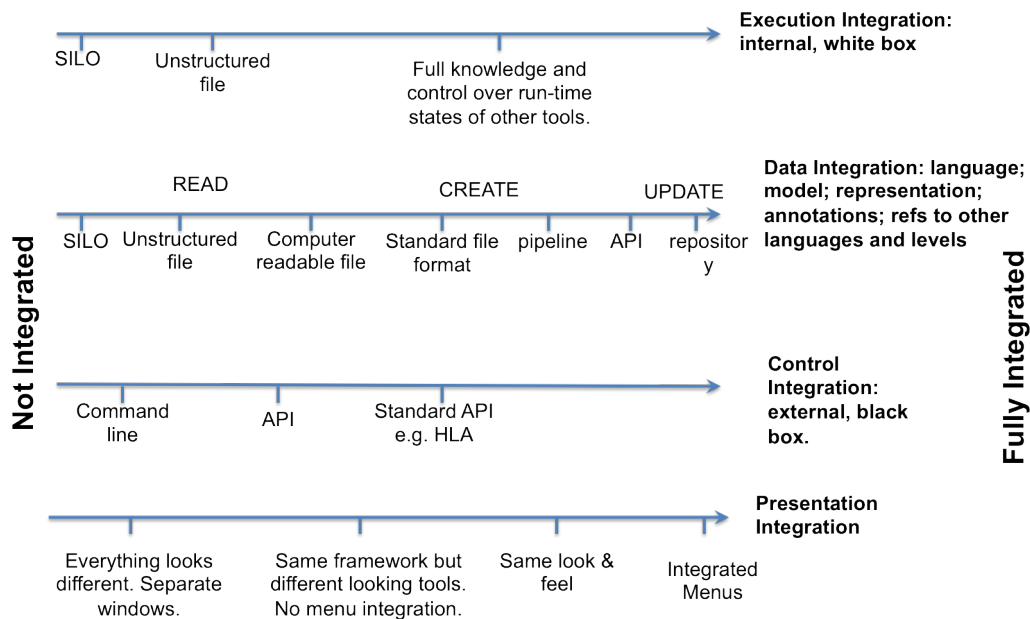 Execution Integration:
internal, white box
SILO
Unstructured
file
Full knowledge and
control over run-time
states of other tools.
Data Integration: language;
model; representation;
annotations; refs to other
languages and levels
READ
CREATE
UPDATE
SILO
Unstructured
file
Computer
readable file
Standard file
format
pipeline
API
repositor
y
Not Integrated
Fully Integrated
Control
Integration:
external, black
box.
Command
line
API
Standard API
e.g. HLA
Presentation
Integration
Everything looks
different. Separate
windows.
Same framework but
different looking tools.
No menu integration.
Same look &
feel
Integrated
Menus